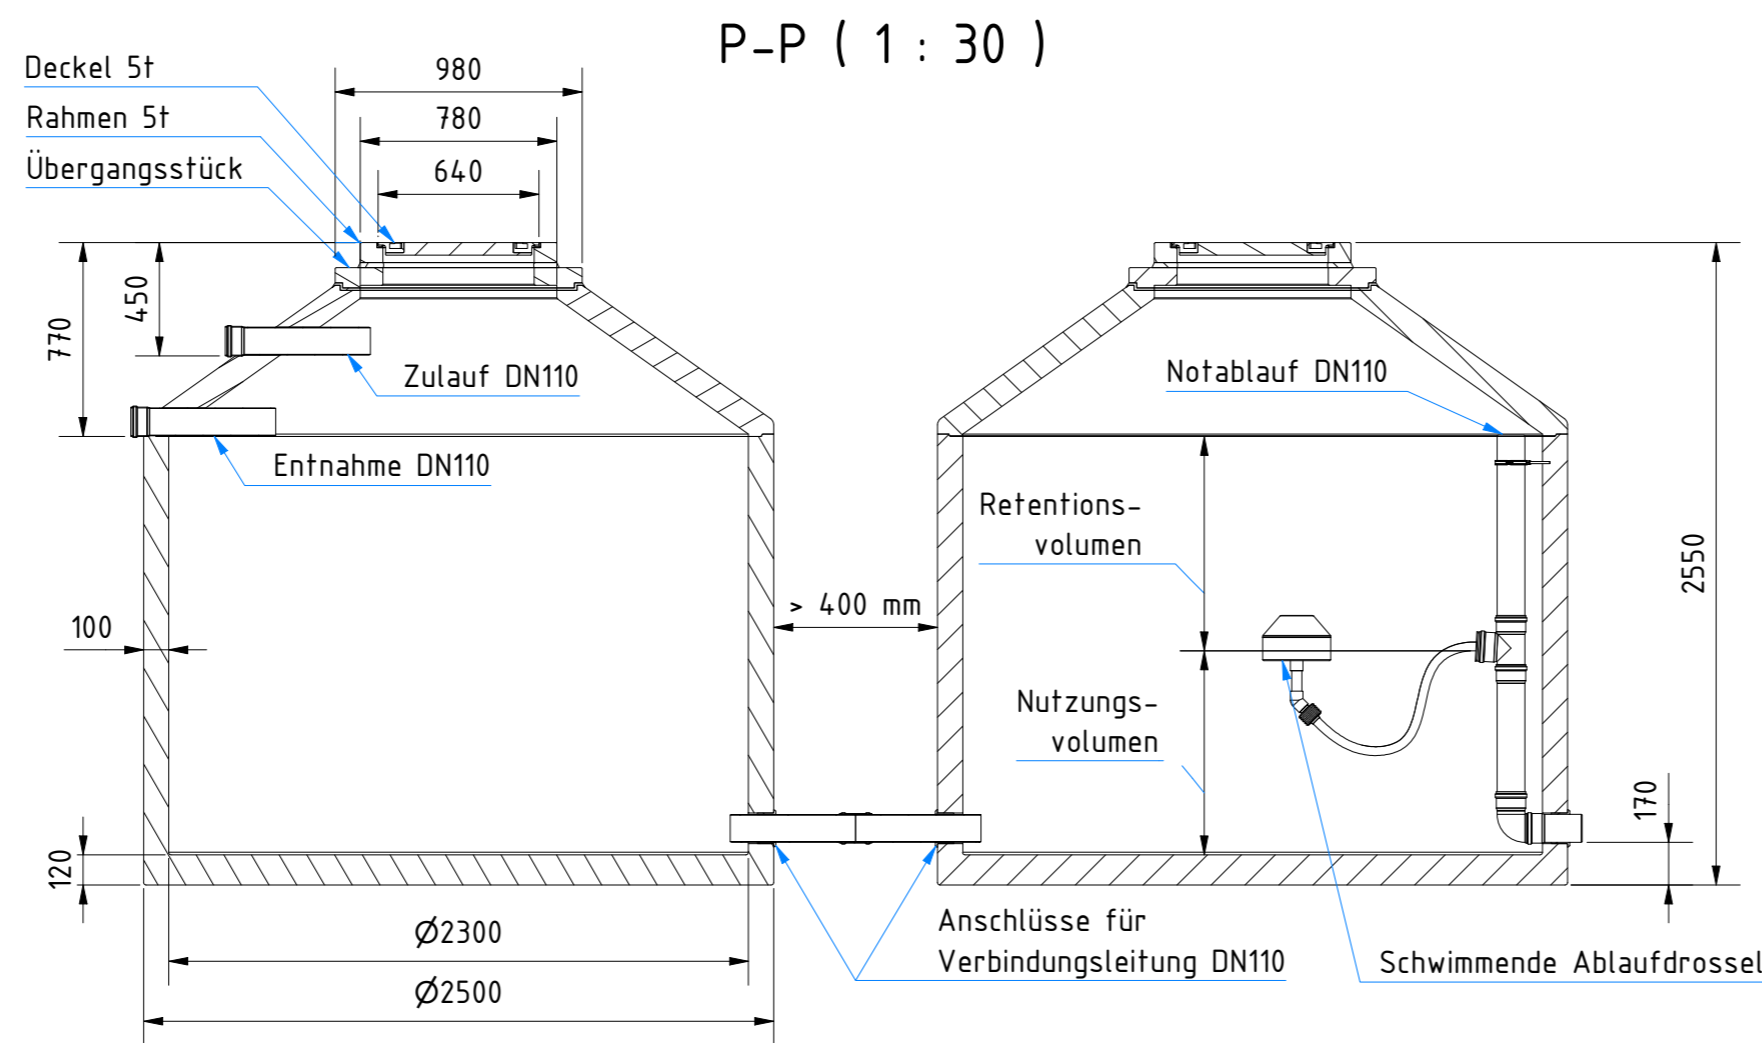 P-P ( 1 : 30 )
Deckel 5t
Rahmen 5t
Übergangsstück
980
780
640
450
770
Zulauf DN110
Entnahme DN110
Notablauf DN110
Retentions-
volumen
2550
> 400 mm
100
Nutzungs-
volumen
170
120
Ø2300
Ø2500
Anschlüsse für
Verbindungsleitung DN110
Schwimmende Ablaufdrossel